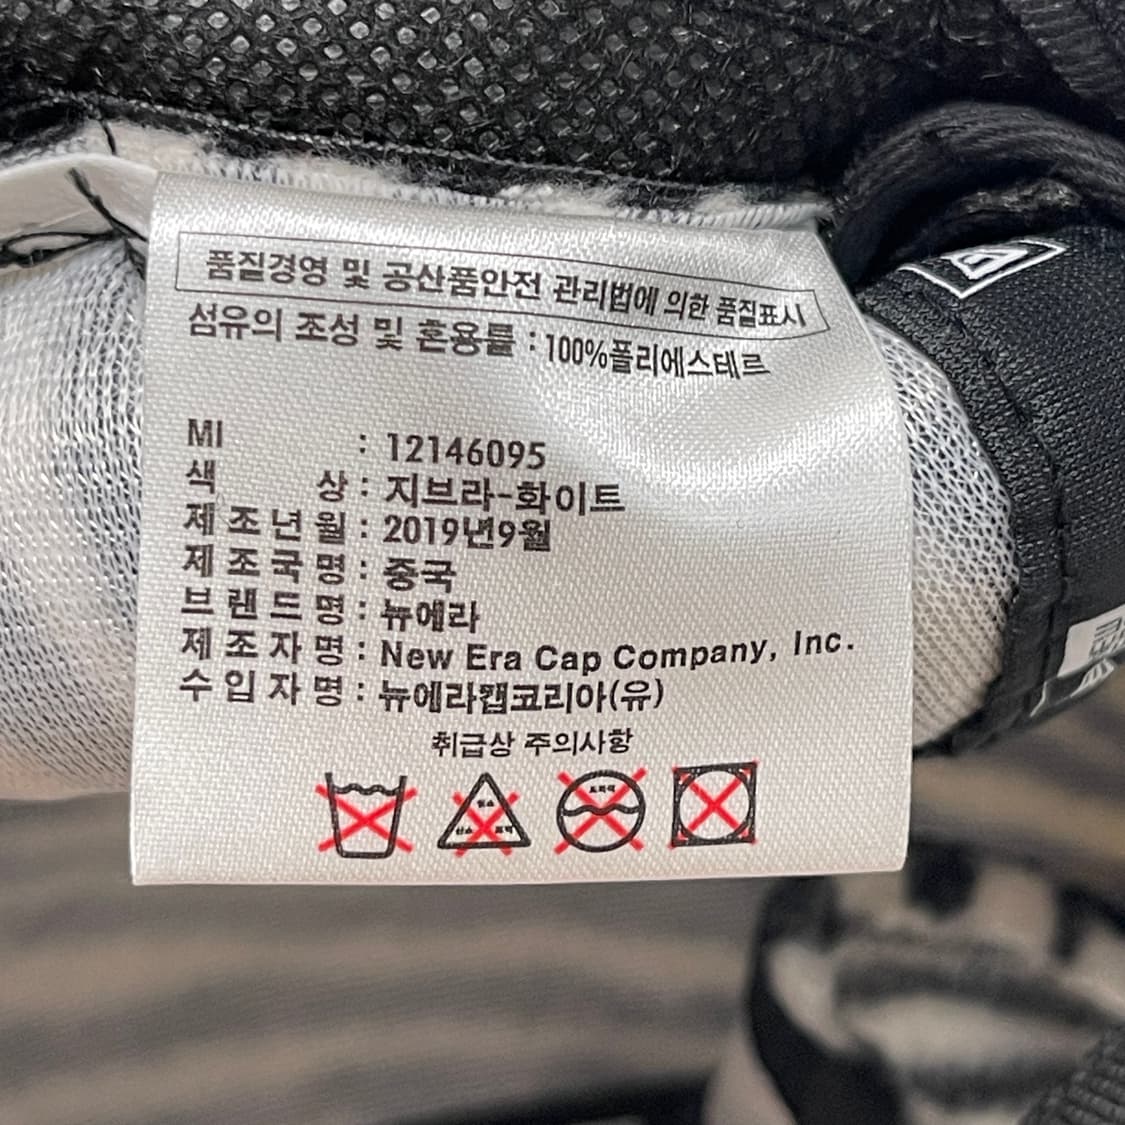 품질경영 및 공산품안전 관리법에 의한 품질표시
섬유의 조성 및 혼용률 : 100%폴리에스테르
MI : 12146095
색 상 : 지브라-화이트
제 조 년 월 : 2019년9월
제 조 국 명 : 중국
브 랜 드 명 : 뉴에라
제 조 자 명 : New Era Cap Company, Inc.
수 입 자 명 : 뉴에라캡코리아(유)
취급상 주의사항